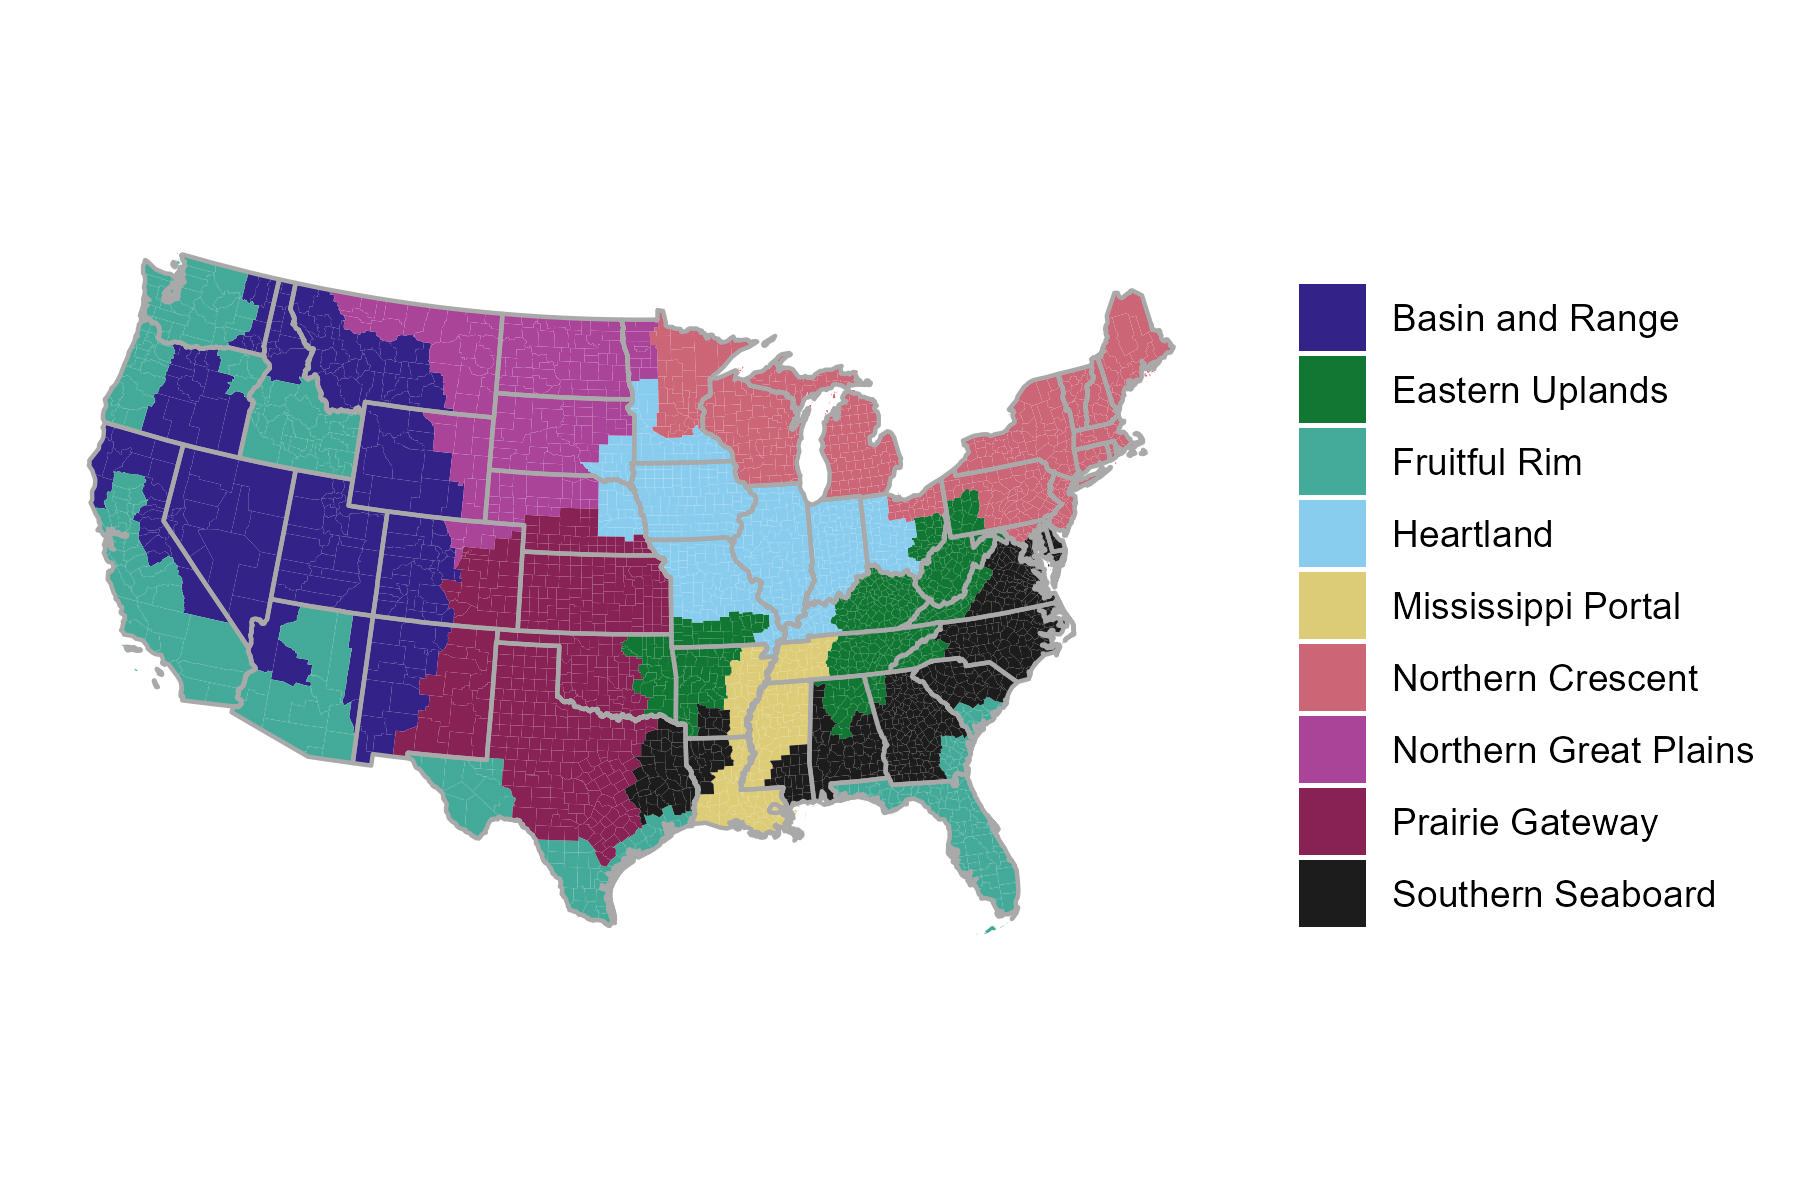 Basin and Range
Eastern Uplands
Fruitful Rim
Heartland
Mississippi Portal
Northern Crescent
Northern Great Plains
Prairie Gateway
Southern Seaboard